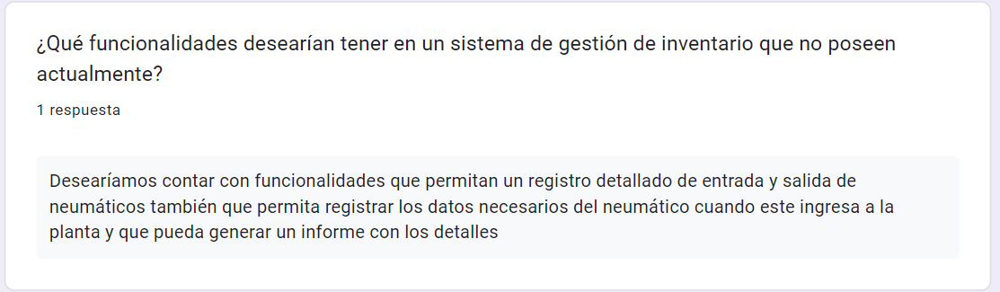 ¿Qué funcionalidades desearían tener en un sistema de gestión de inventario que no poseen
actualmente?
1 respuesta
Desearíamos contar con funcionalidades que permitan un registro detallado de entrada y salida de
neumáticos también que permita registrar los datos necesarios del neumático cuando este ingresa a la
planta y que pueda generar un informe con los detalles